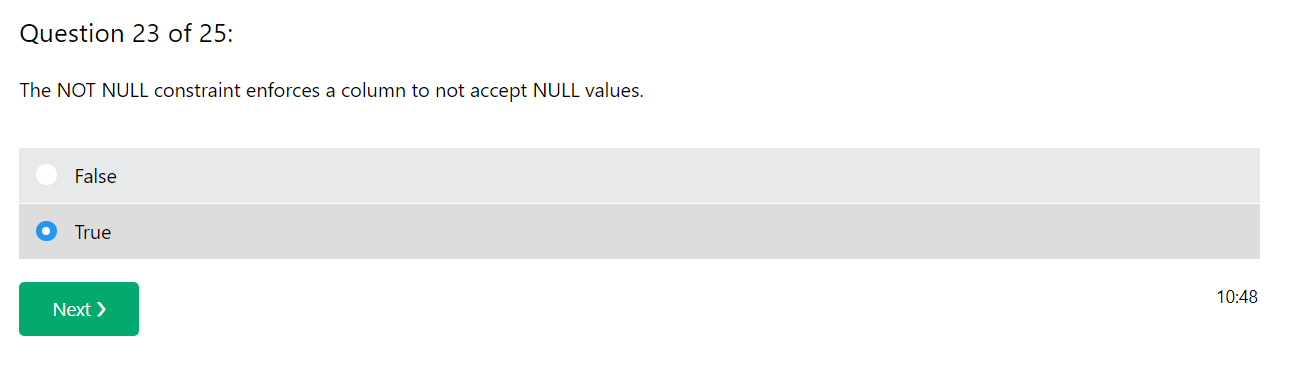 Question 23 of 25:
The NOT NULL constraint enforces a column to not accept NULL values.
False
True
Next ❯
10:48